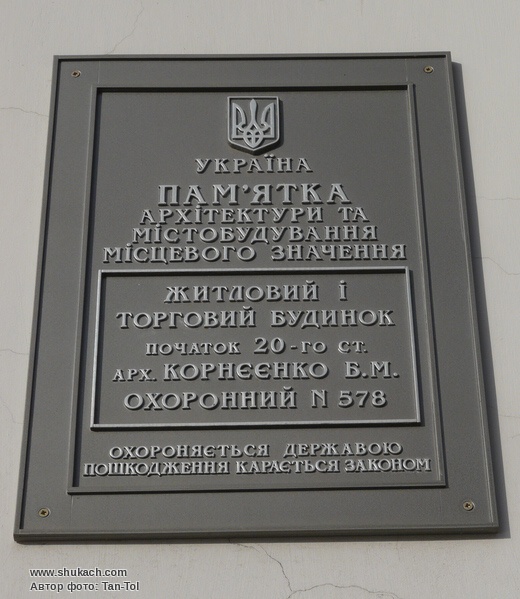 УКРАЇНА
ПАМ'ЯТКА
АРХІТЕКТУРИ ТА
МІСТОБУДУВАННЯ
МІСЦЕВОГО ЗНАЧЕННЯ
ЖИТЛОВИЙ І
ТОРГОВИЙ БУДИНОК
ПОЧАТОК 20-ГО СТ.
АРХ. КОРНЄЄНКО Б.М.
ОХОРОННИЙ N 578
ОХОРОНЯЄТЬСЯ ДЕРЖАВОЮ
ПОШКОДЖЕННЯ КАРАЄТЬСЯ ЗАКОНОМ
www.shukach.com
Автор фото: Tan-Tol